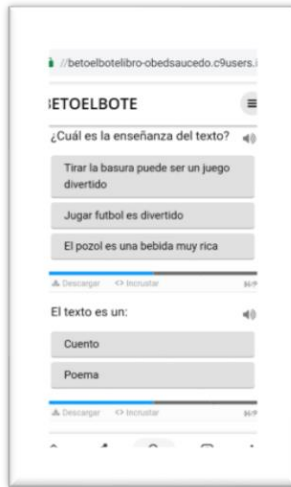 //betoelbotelibro-obedsaucedo.c9users.i
BETOELBOTE
¿Cuál es la enseñanza del texto?
Tirar la basura puede ser un juego
divertido
Jugar futbol es divertido
El pozol es una bebida muy rica
Descargar <> Incrustar
El texto es un:
Cuento
Poema
Descargar <> Incrustar